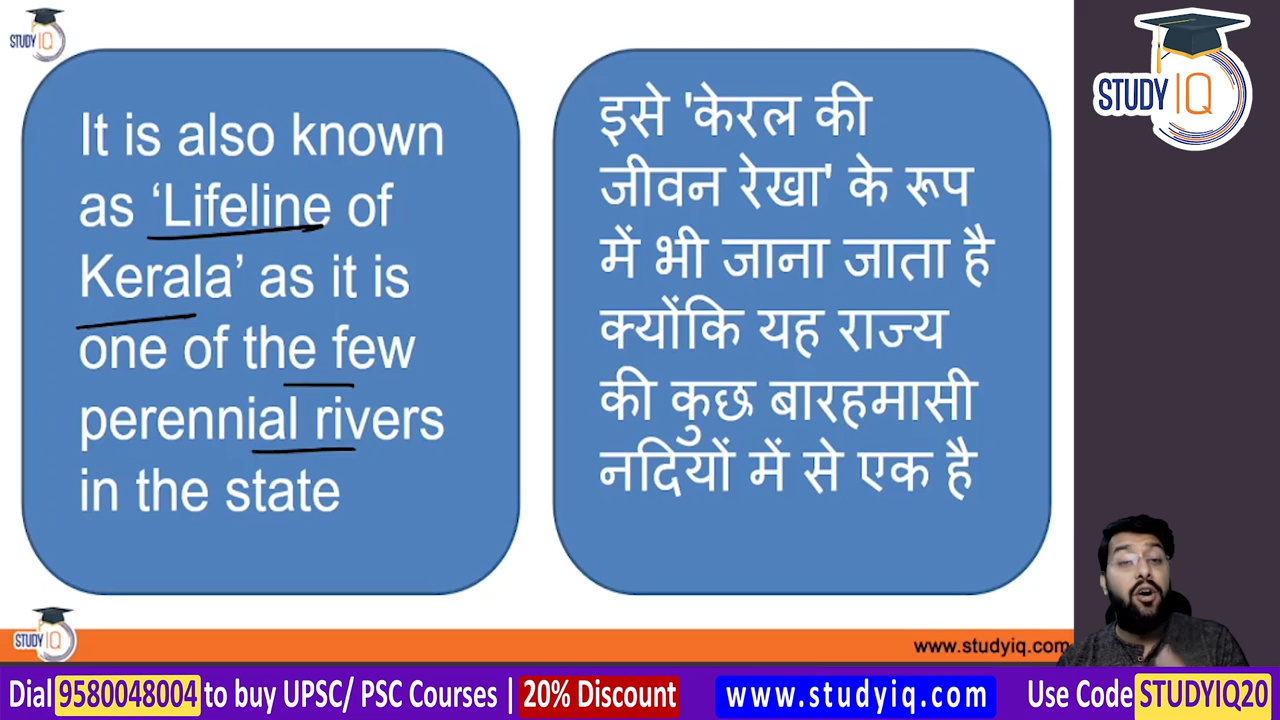 STUDY IQ
It is also known
as ‘Lifeline of
Kerala’ as it is
one of the few
perennial rivers
in the state
इसे 'केरल की
जीवन रेखा' के रूप
में भी जाना जाता है
क्योंकि यह राज्य
की कुछ बारहमासी
नदियों में से एक है
STUDY IQ
STUDY IQ
www.studyiq.com
Dial 9580048004 to buy UPSC/ PSC Courses | 20% Discount www.studyiq.com Use Code STUDYIQ20